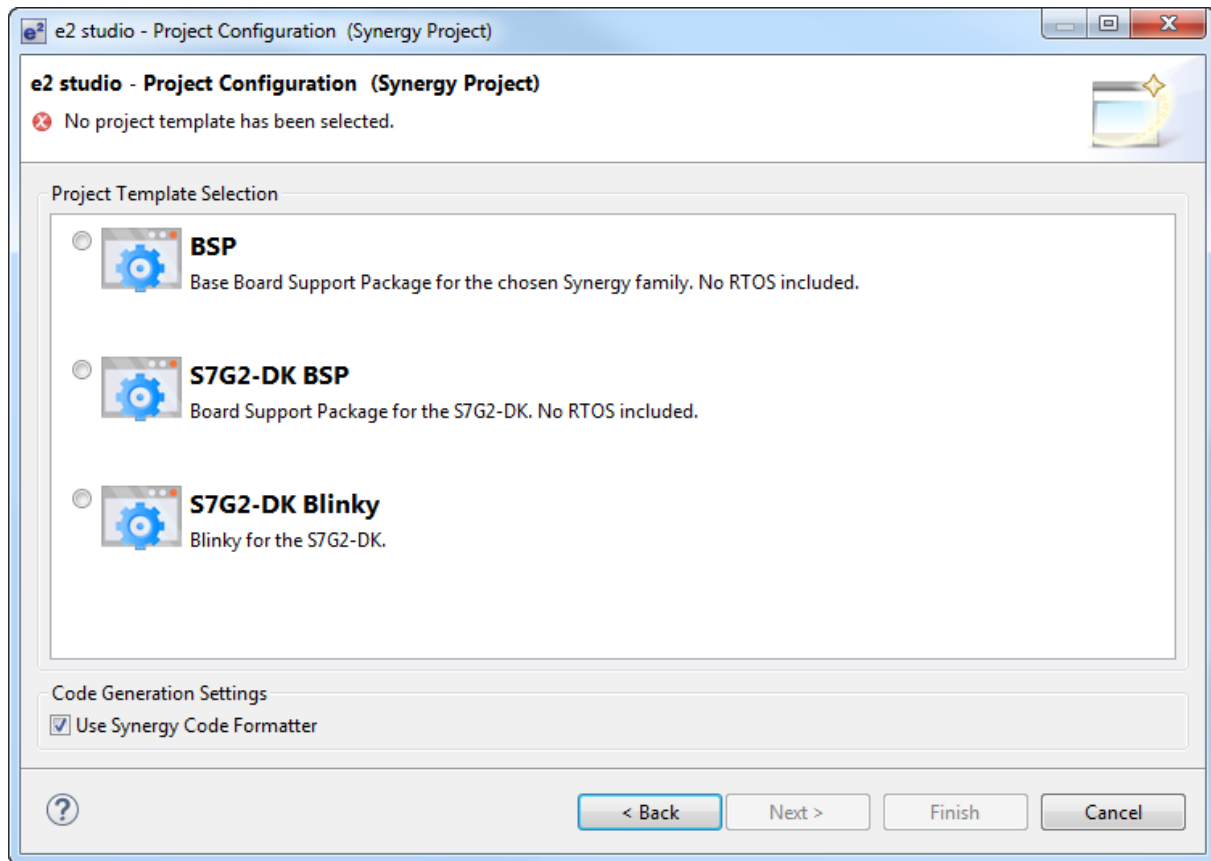 e² e2 studio - Project Configuration (Synergy Project)
e2 studio - Project Configuration (Synergy Project)
No project template has been selected.
Project Template Selection
BSP
Base Board Support Package for the chosen Synergy family. No RTOS included.
S7G2-DK BSP
Board Support Package for the S7G2-DK. No RTOS included.
S7G2-DK Blinky
Blinky for the S7G2-DK.
Code Generation Settings
Use Synergy Code Formatter
? < Back Next > Finish Cancel